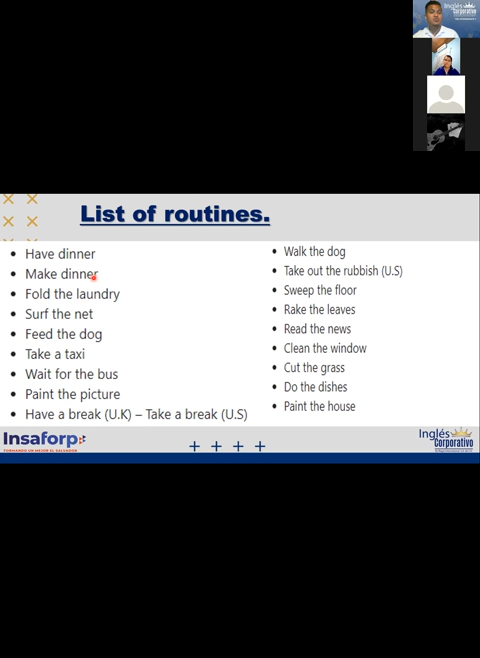 Inglés
Corporativo
List of routines.
Have dinner
Make dinner
Fold the laundry
Surf the net
Feed the dog
Take a taxi
Wait for the bus
Paint the picture
Have a break (U.K) – Take a break (U.S)
Walk the dog
Take out the rubbish (U.S)
Sweep the floor
Rake the leaves
Read the news
Clean the window
Cut the grass
Do the dishes
Paint the house
Insaforp
FORMANDO UN MEJOR EL SALVADOR
Inglés
Corporativo